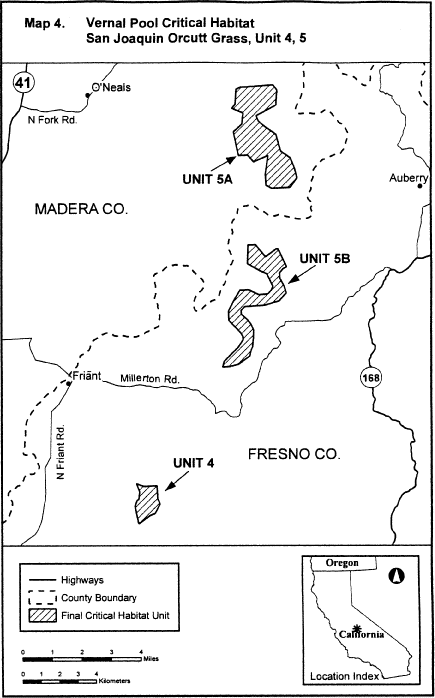 Map 4. Vernal Pool Critical Habitat
San Joaquin Orcutt Grass, Unit 4, 5
41
O'Neals
N Fork Rd.
UNIT 5A
Auberry
MADERA CO.
UNIT 5B
Friant
Millerton Rd.
168
N Friant Rd.
FRESNO CO.
UNIT 4
Highways
County Boundary
Final Critical Habitat Unit
0 1 2 3 4
Miles
0 1 2 3 4
Kilometers
Oregon
California
Location Index